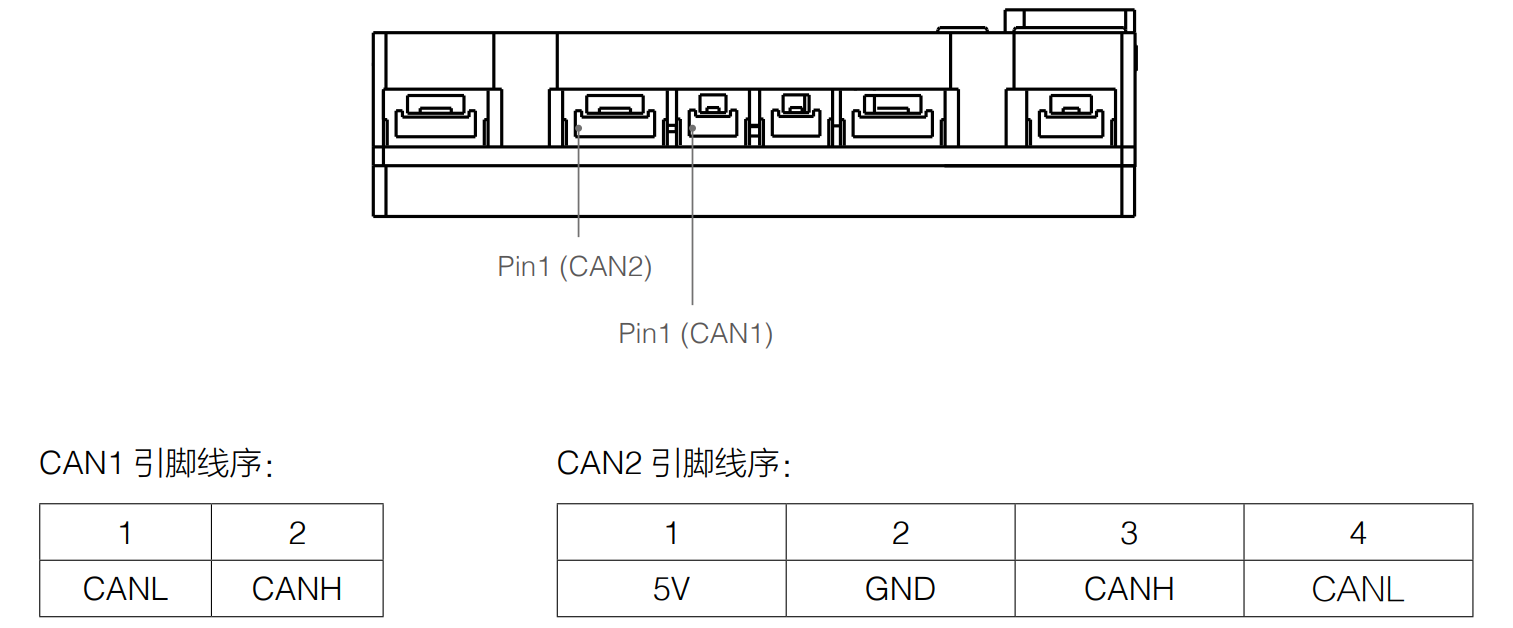 Pin1 (CAN2)
Pin1 (CAN1)
CAN1 引脚线序：
1 2
CANL CANH
CAN2 引脚线序：
1 2 3 4
5V GND CANH CANL